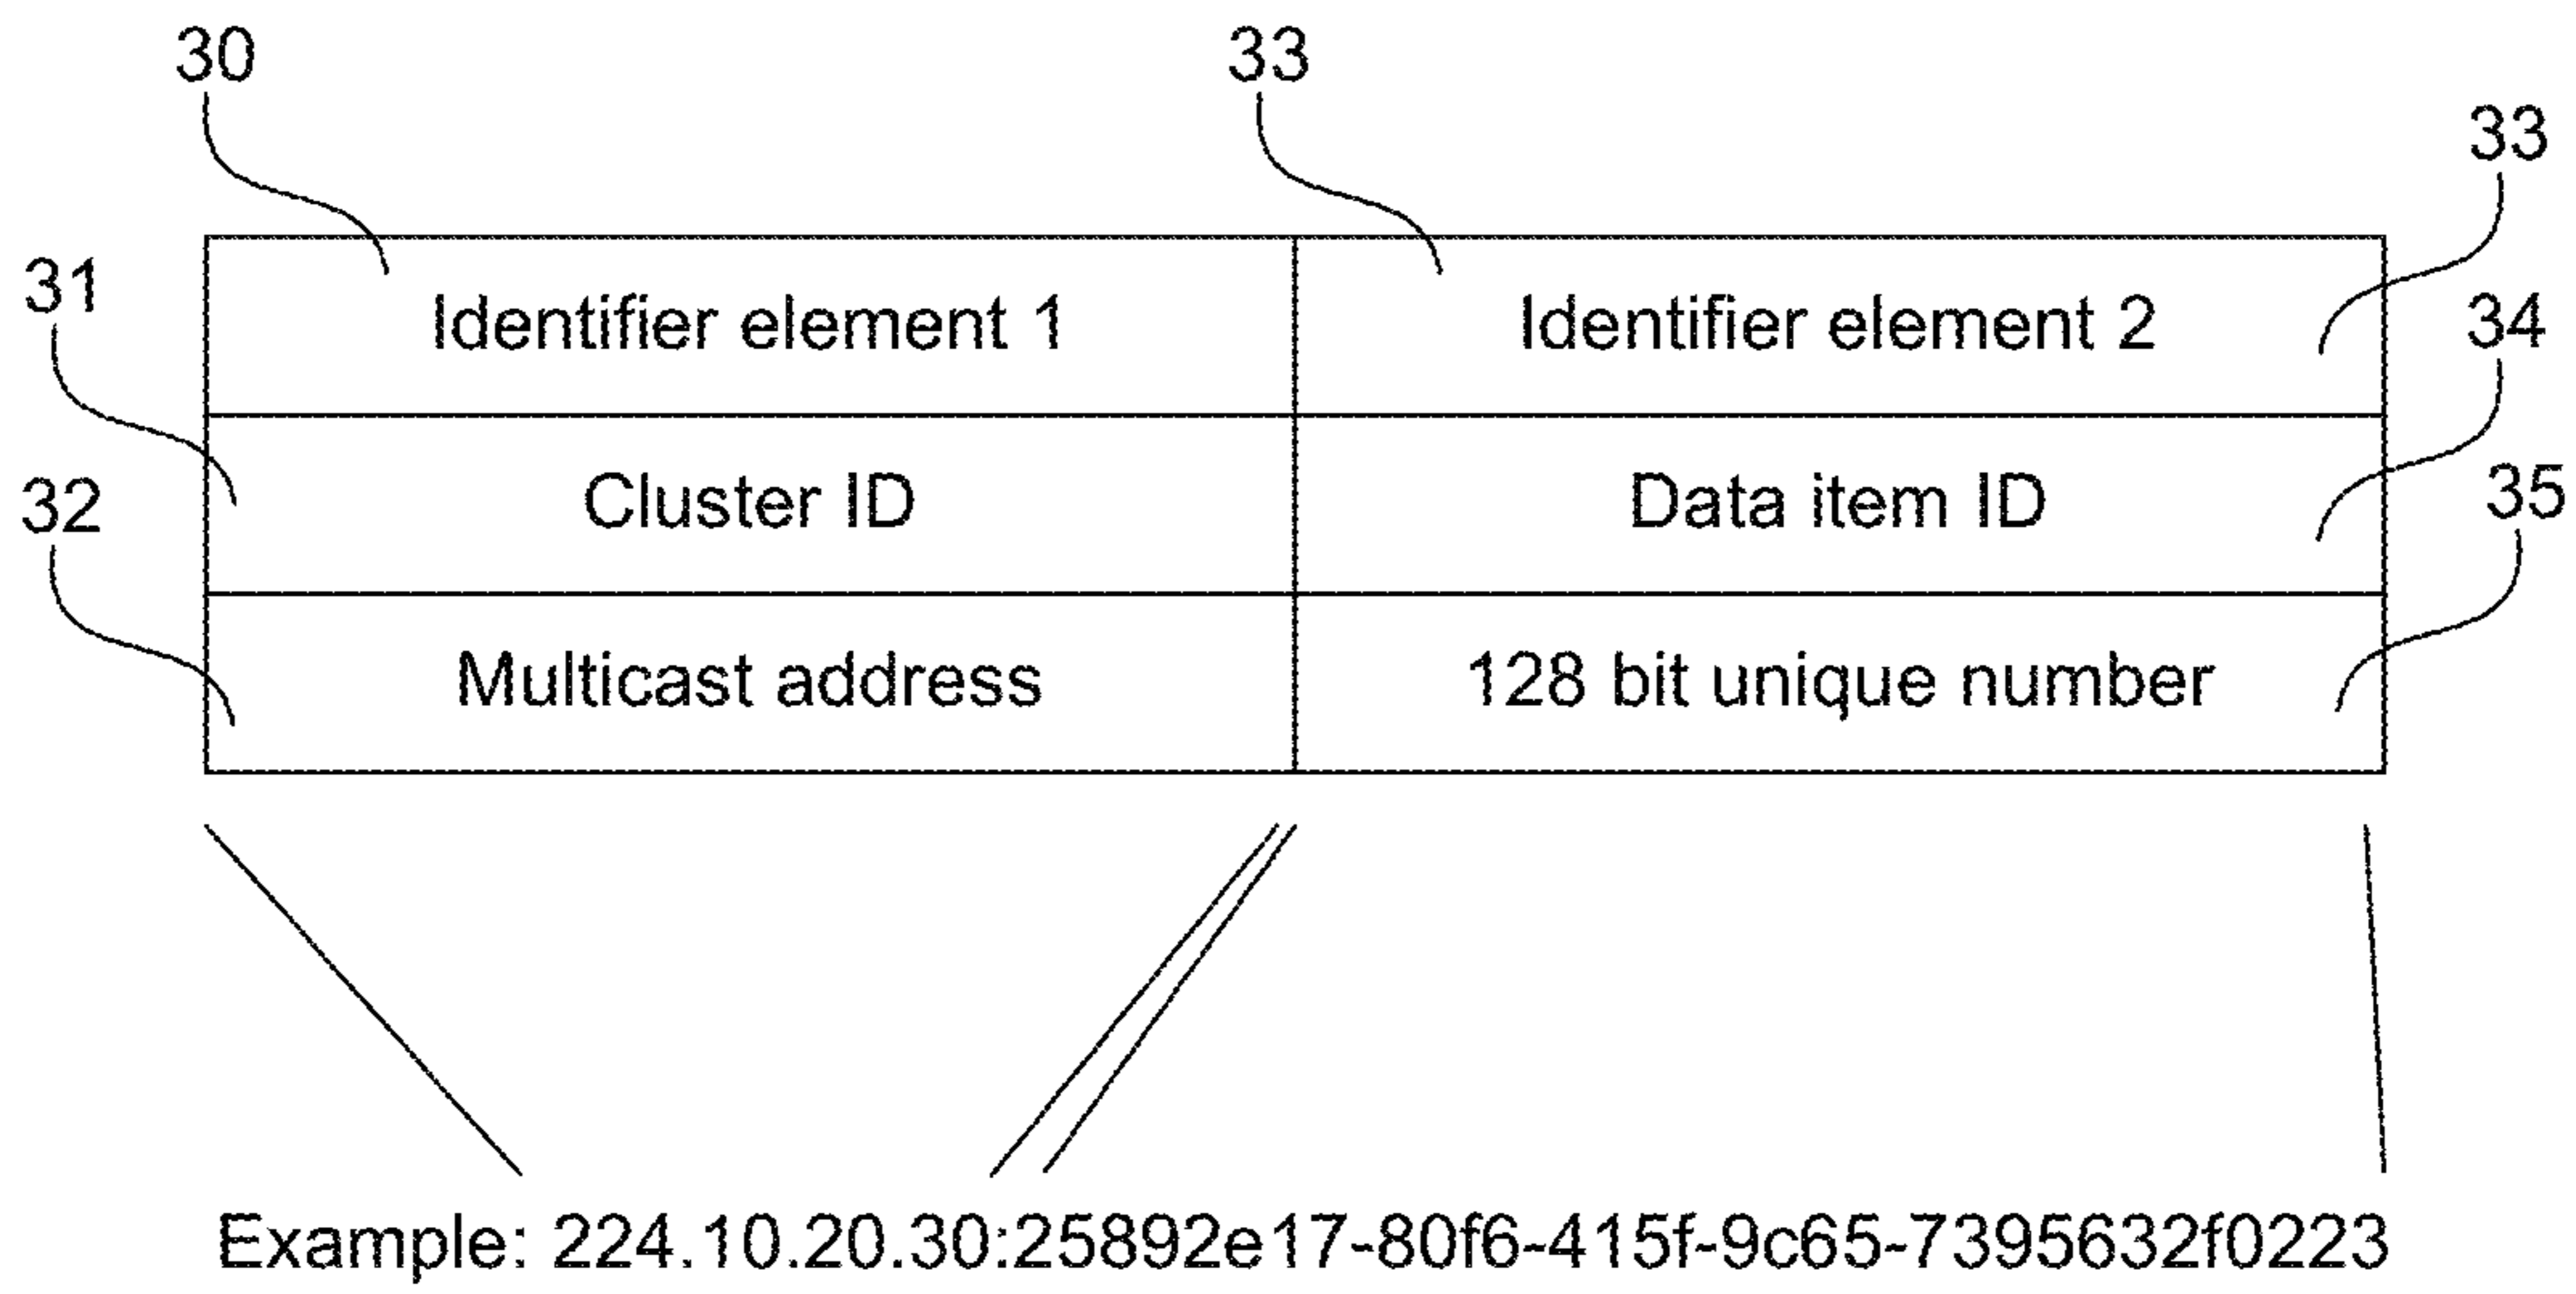 30 33
33
31 Identifier element 1 Identifier element 2 34
32 Cluster ID Data item ID 35
Multicast address 128 bit unique number
Example: 224.10.20.30:25892e17-80f6-415f-9c65-7395632f0223